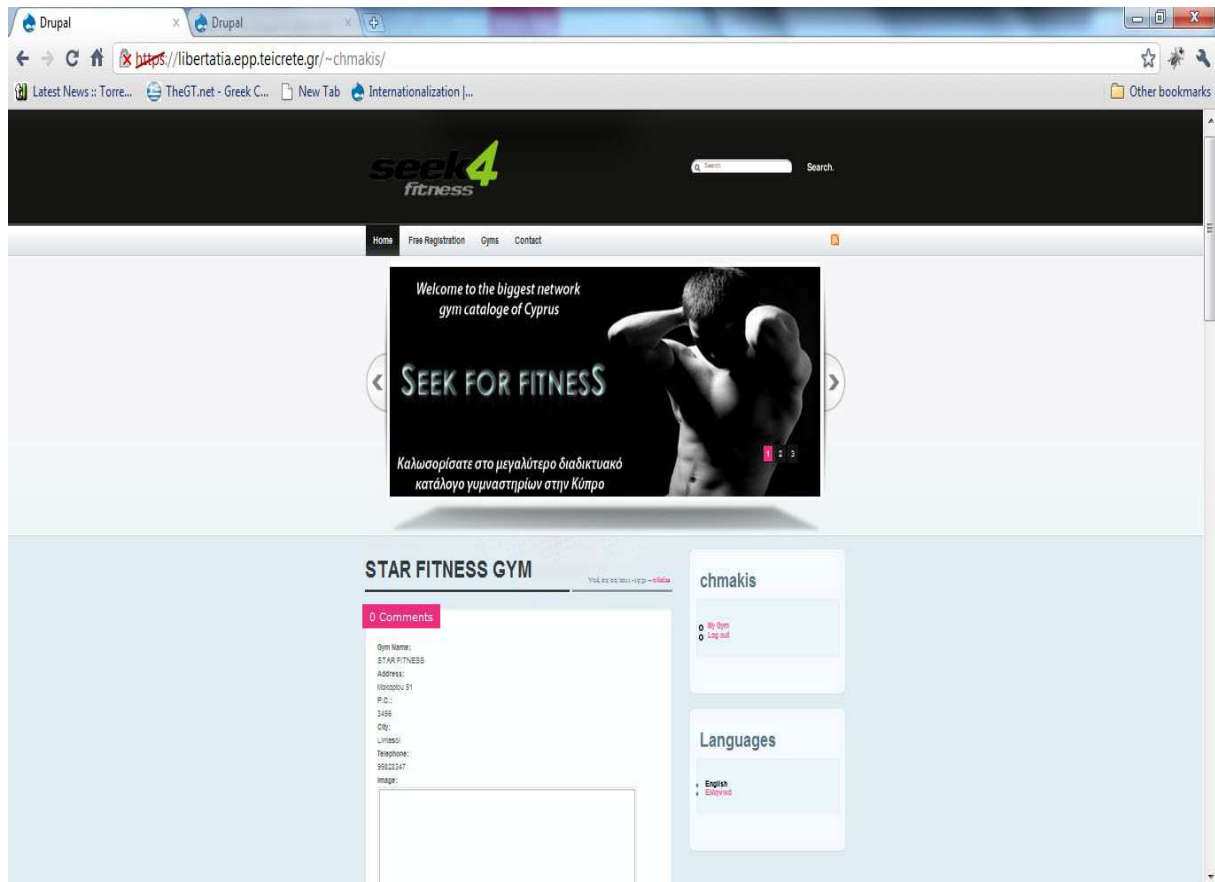 Drupal
Drupal
https://libertatia.epp.teicrete.gr/~chmakis/
Latest News :: Torre...
TheGT.net - Greek C...
New Tab
Internationalization |...
Other bookmarks
seek4
fitness
Search
Search.
Home
Free Registration
Gyms
Contact
Welcome to the biggest network
gym cataloge of Cyprus
SEEK FOR FITNESS
1 2 3
Καλωσορίσατε στο μεγαλύτερο διαδικτυακό
κατάλογο γυμναστηρίων στην Κύπρο
STAR FITNESS GYM
0 Comments
Gym Name:
STAR FITNESS
Address:
P.C.:
City:
Telephone:
Image:
chmakis
My Gym
Log out
Languages
English
Ελληνικά